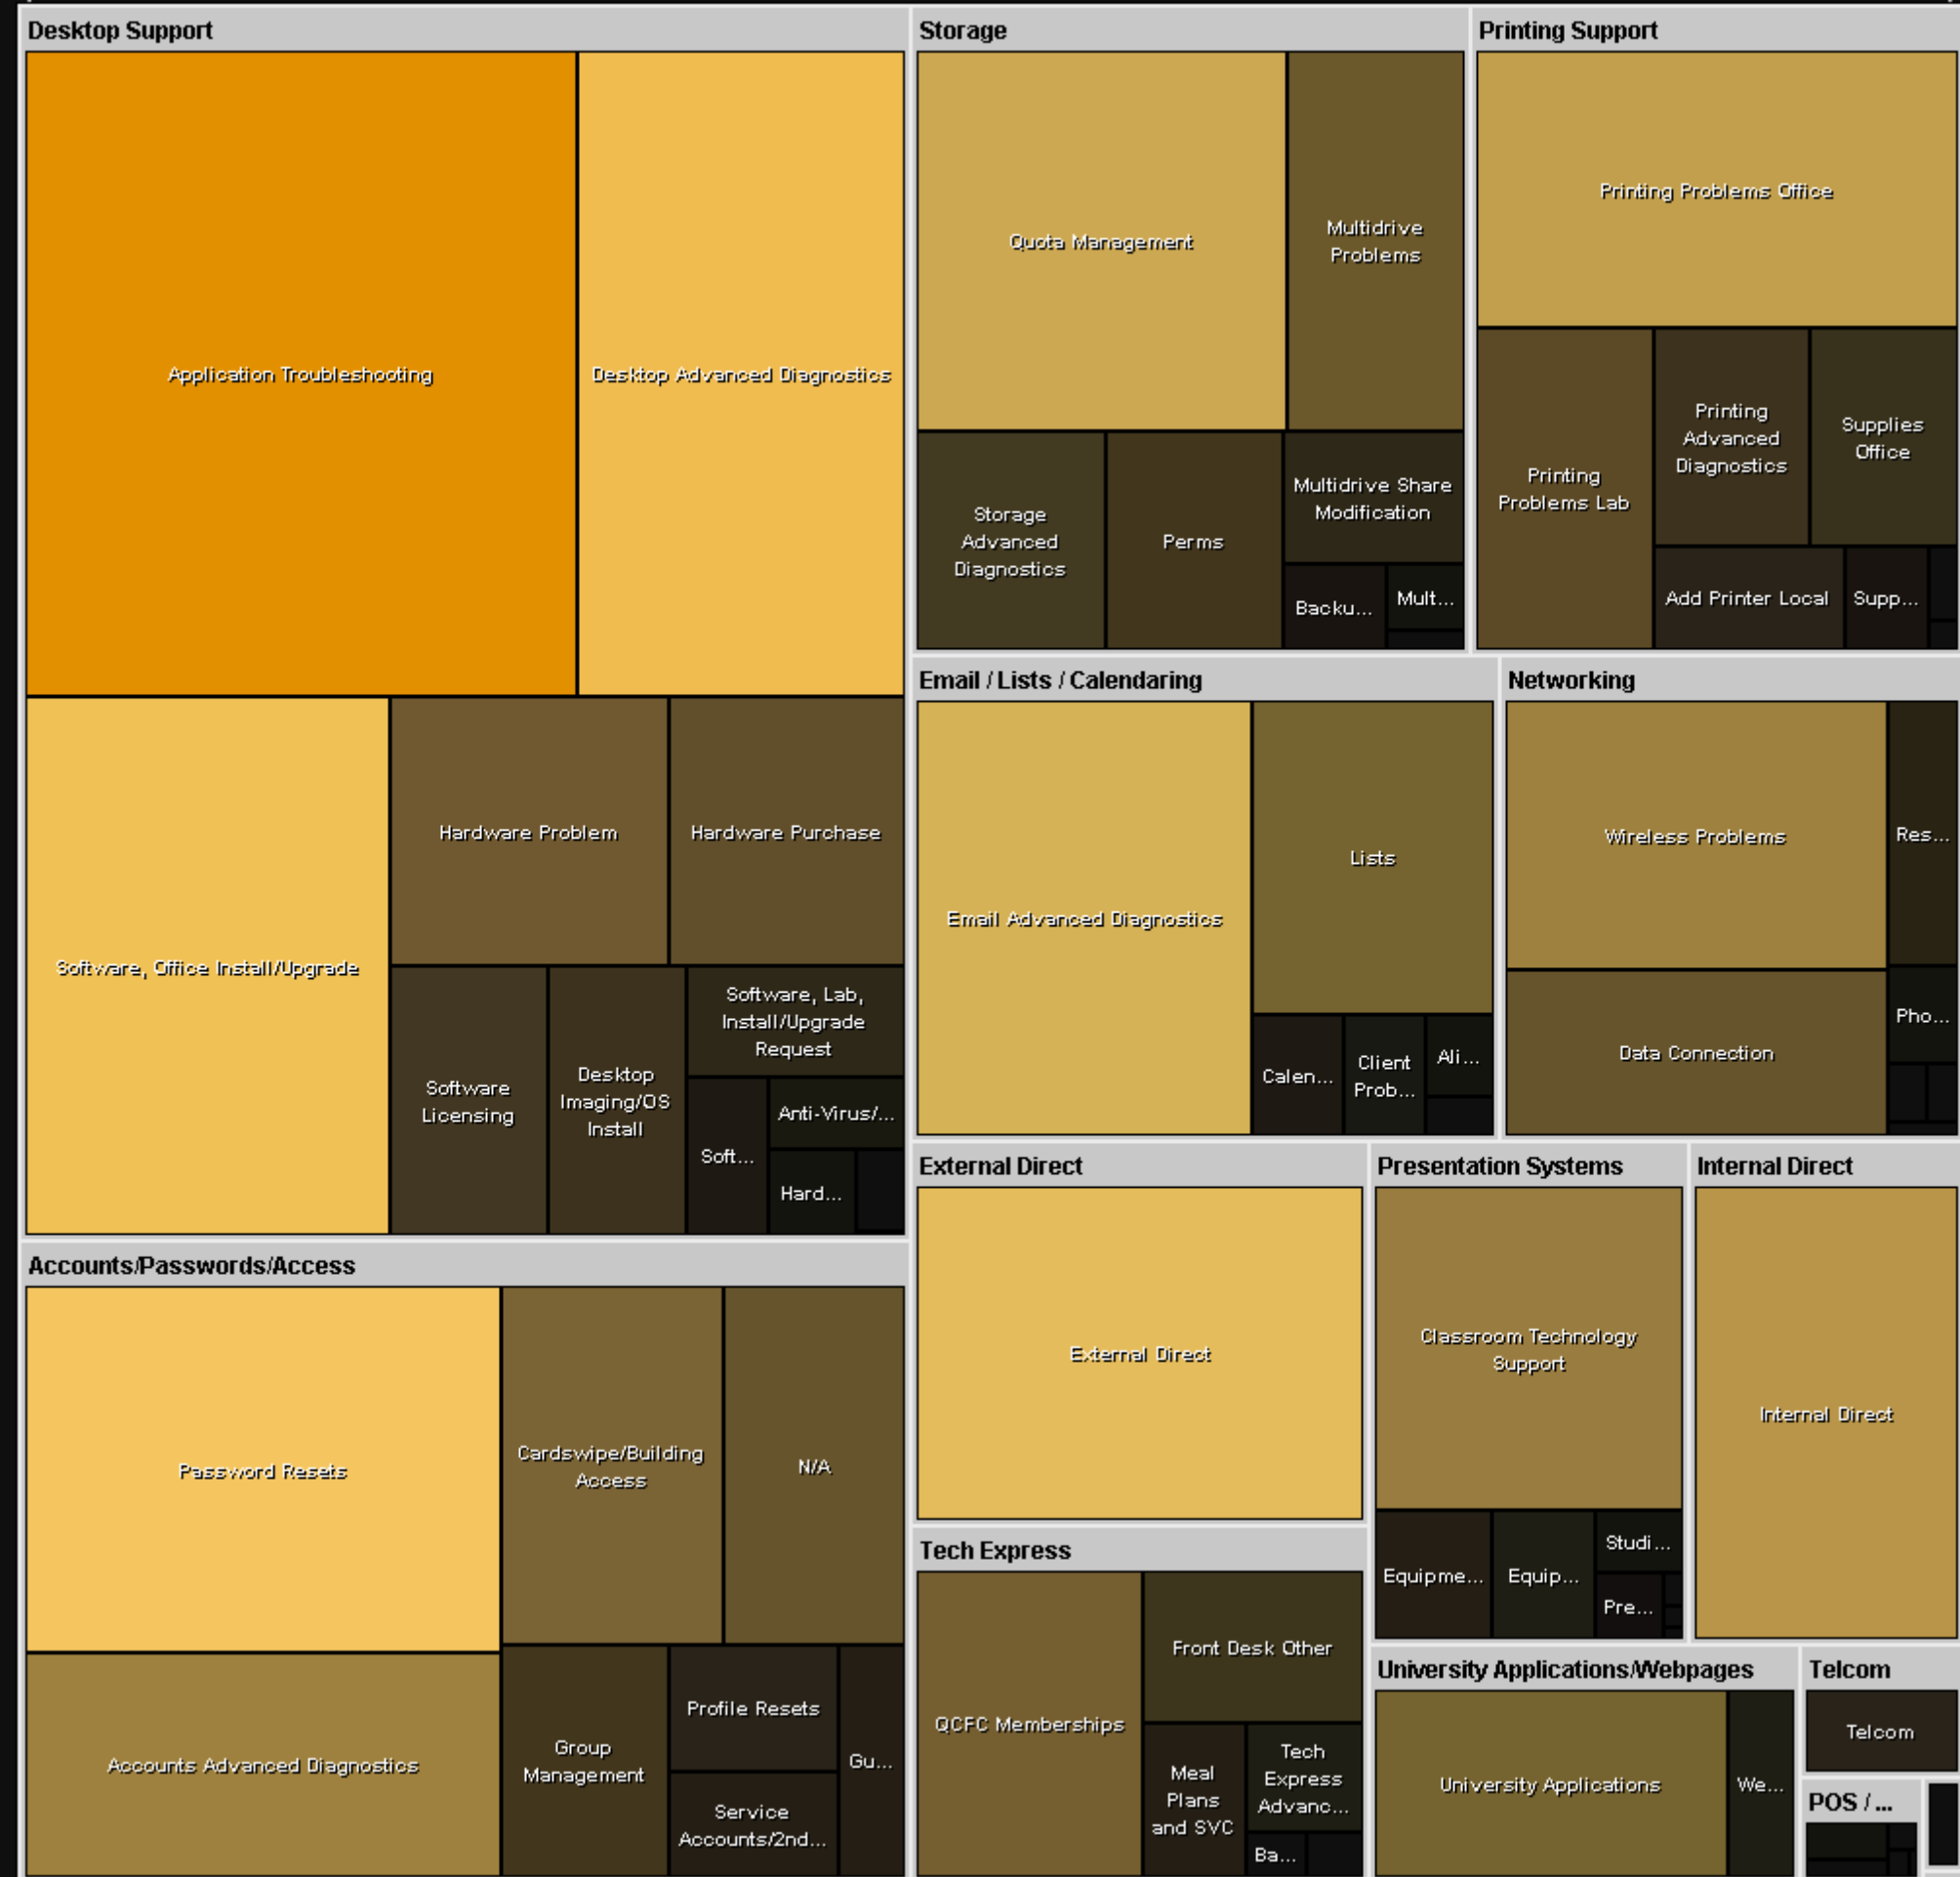 Desktop Support
Application Troubleshooting
Desktop Advanced Diagnostics
Software, Office Install/Upgrade
Hardware Problem
Hardware Purchase
Software
Licensing
Desktop
Imaging/OS
Install
Software, Lab,
Install/Upgrade
Request
Soft...
Anti-Virus/...
Hard...
Accounts/Passwords/Access
Password Resets
Cardswipe/Building
Access
N/A
Accounts Advanced Diagnostics
Group
Management
Profile Resets
Service
Accounts/2nd...
Gu...
Storage
Quota Management
Multidrive
Problems
Storage
Advanced
Diagnostics
Perms
Multidrive Share
Modification
Backu...
Mult...
Printing Support
Printing Problems Office
Printing
Problems Lab
Printing
Advanced
Diagnostics
Supplies
Office
Add Printer Local
Supp...
Email / Lists / Calendaring
Email Advanced Diagnostics
Lists
Calen...
Client
Prob...
Ali...
Networking
Wireless Problems
Res...
Data Connection
Pho...
External Direct
External Direct
Presentation Systems
Classroom Technology
Support
Equipme...
Equip...
Studi...
Pre...
Internal Direct
Internal Direct
Tech Express
QCFC Memberships
Front Desk Other
Meal
Plans
and SVC
Tech
Express
Advanc...
Ba...
University Applications/Webpages
University Applications
We...
Telcom
Telcom
POS / ...